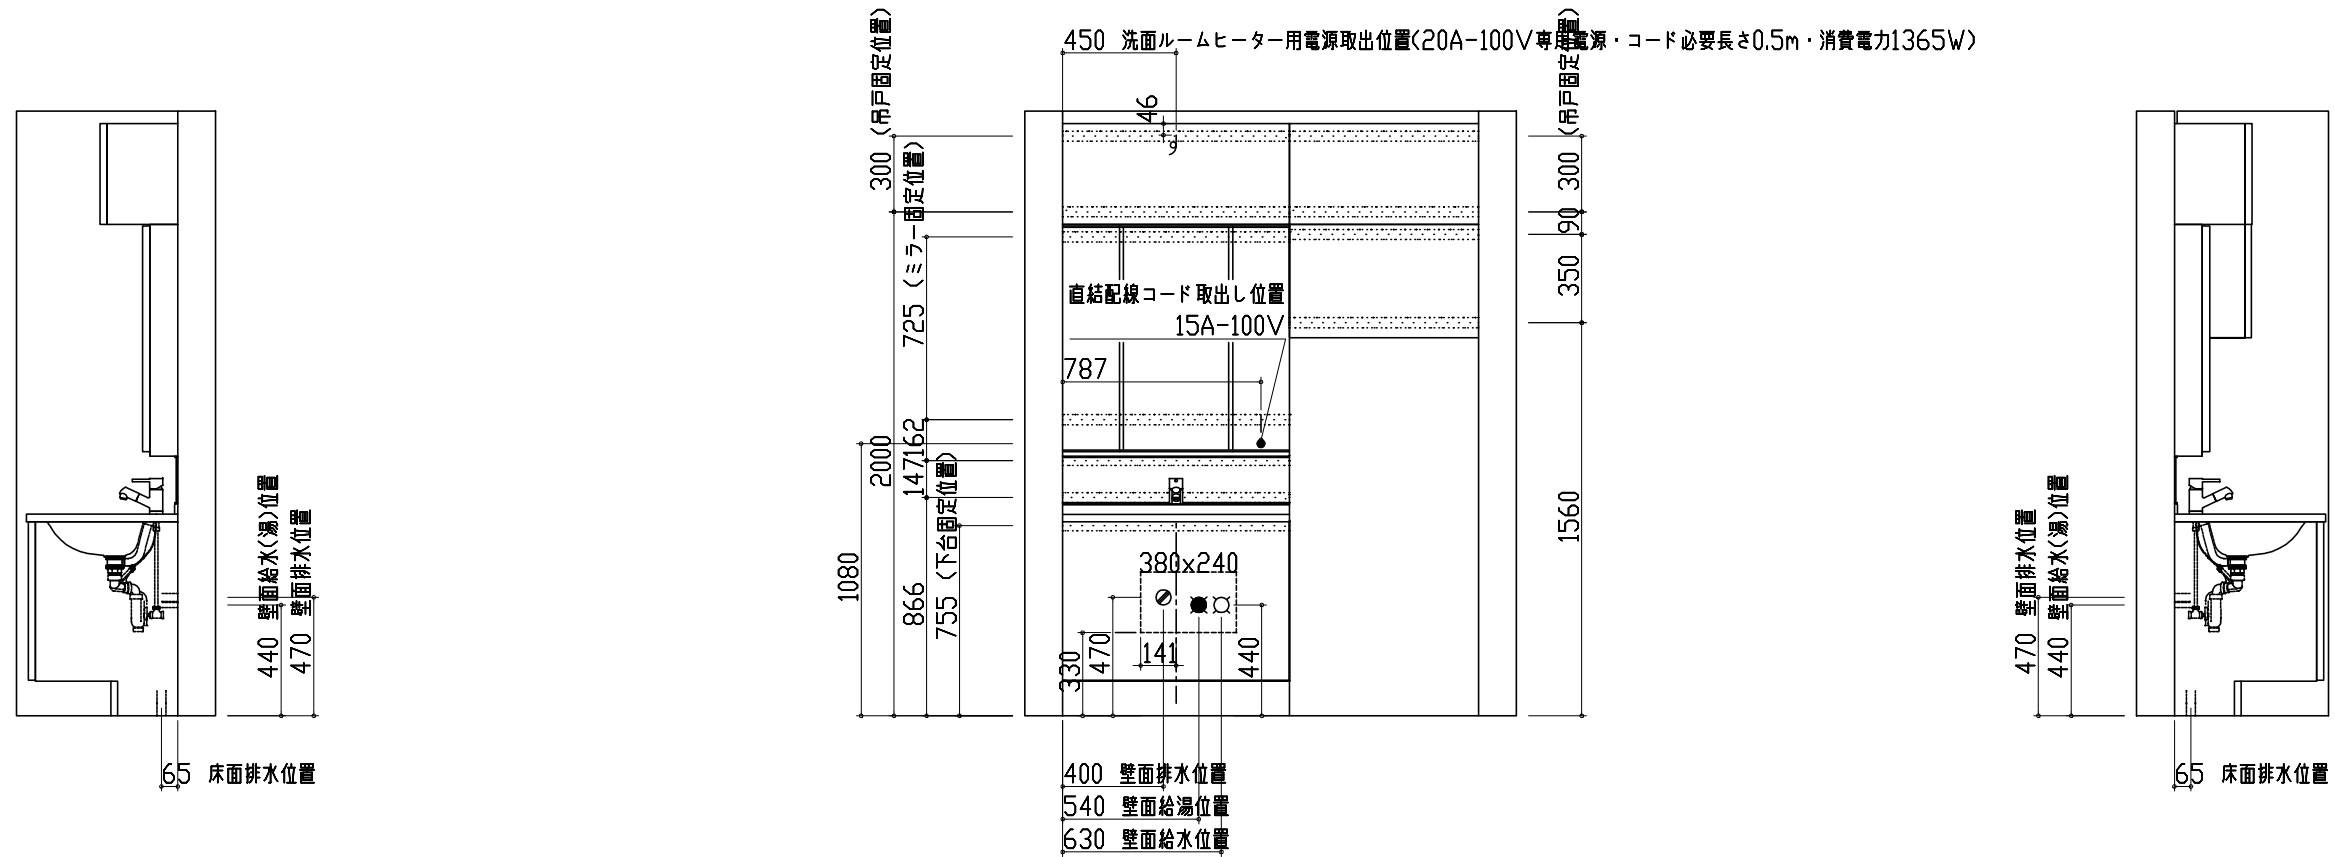 450 洗面ルームヒーター用電源取出位置(20A-100V専用電源・コード必要長さ0.5m・消費電力1365W)
46
300 (吊戸固定位置)
2000
725 (ミラー固定位置)
162
147
866
755 (下台固定位置)
1080
直結配線コード取出し位置
15A-100V
787
380x240
141
330
470
440
(吊戸固定位置)
300
90
350
1560
440 壁面給水(湯)位置
470 壁面排水位置
65 床面排水位置
400 壁面排水位置
540 壁面給湯位置
630 壁面給水位置
470 壁面排水位置
440 壁面給水(湯)位置
65 床面排水位置